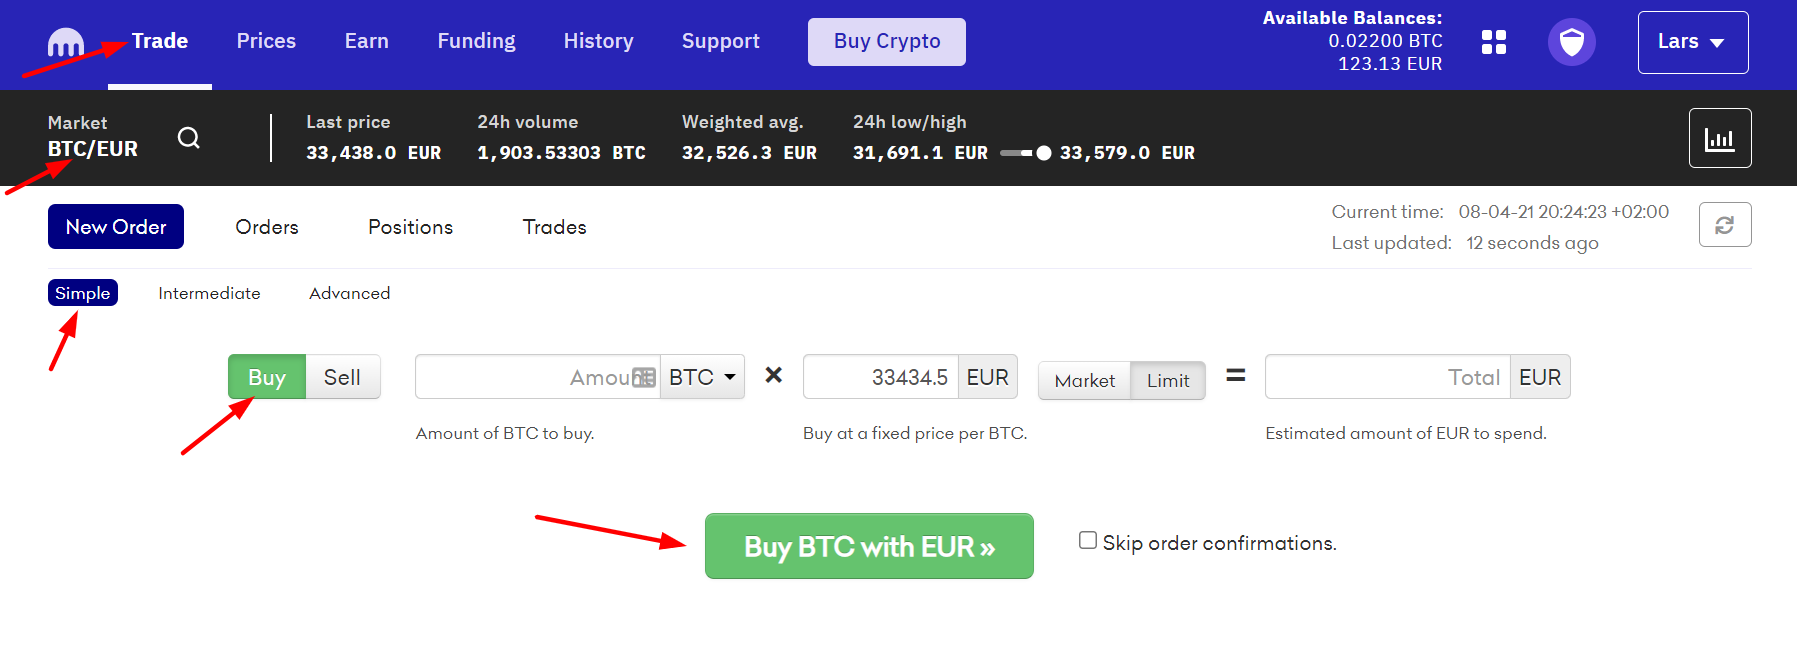 Trade Prices Earn Funding History Support Buy Crypto
Available Balances:
0.02200 BTC
123.13 EUR
Lars
Market
BTC/EUR
Last price
33,438.0 EUR
24h volume
1,903.53303 BTC
Weighted avg.
32,526.3 EUR
24h low/high
31,691.1 EUR 33,579.0 EUR
New Order Orders Positions Trades
Current time: 08-04-21 20:24:23 +02:00
Last updated: 12 seconds ago
Simple Intermediate Advanced
Buy Sell Amount BTC × 33434.5 EUR Market Limit = Total EUR
Amount of BTC to buy. Buy at a fixed price per BTC. Estimated amount of EUR to spend.
Buy BTC with EUR » Skip order confirmations.